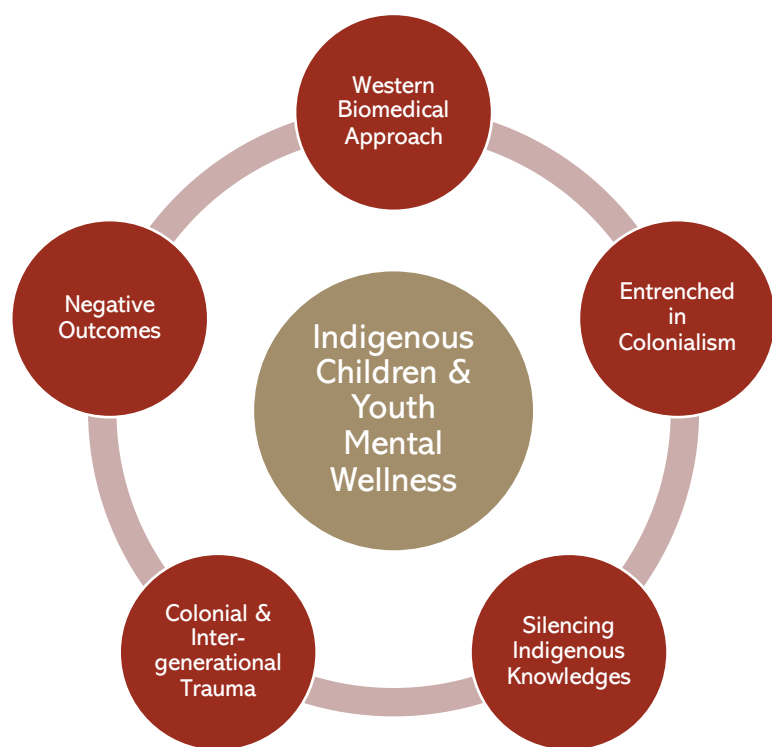 Western
Biomedical
Approach
Entrenched
in
Colonialism
Silencing
Indigenous
Knowledges
Colonial &
Inter-
generational
Trauma
Negative
Outcomes
Indigenous
Children &
Youth
Mental
Wellness